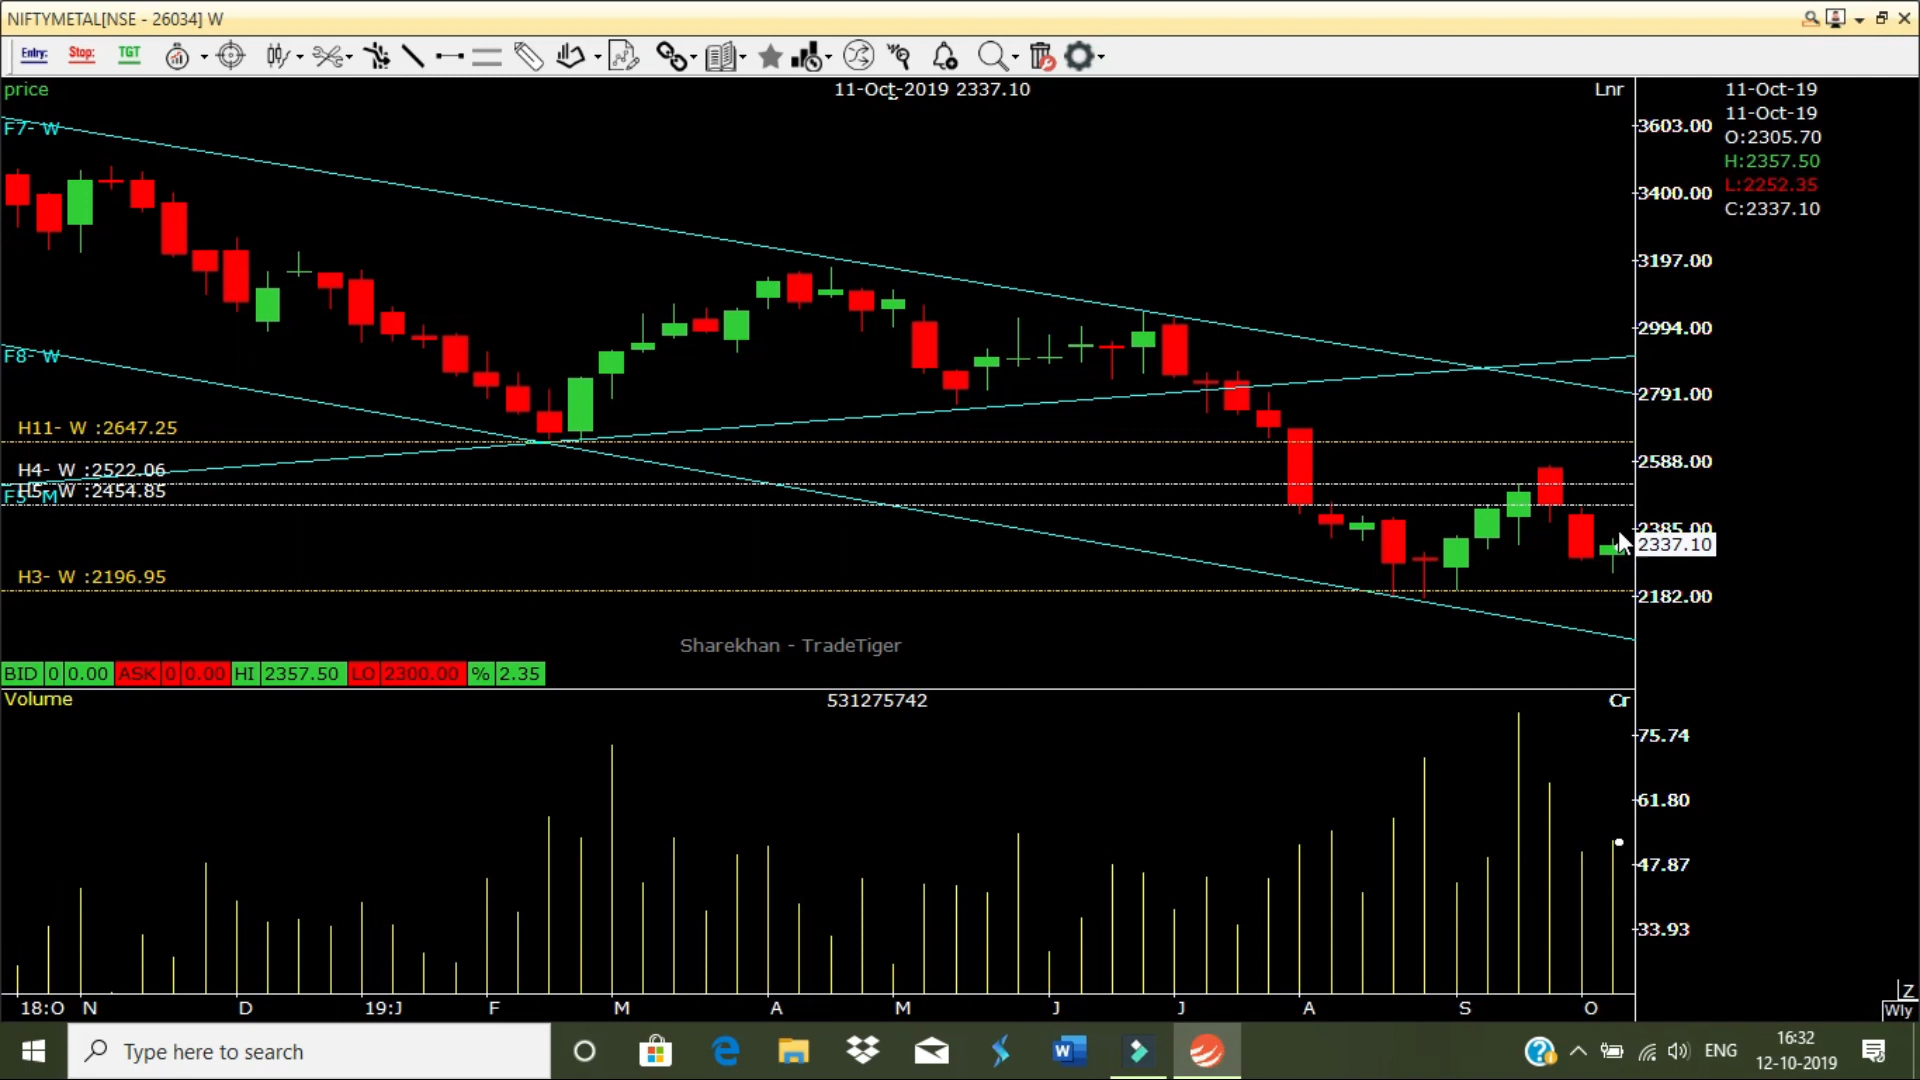 NIFTYMETAL[NSE - 26034] W
Entry: Stop: TGT
price
11-Oct-2019 2337.10
Lnr
11-Oct-19
11-Oct-19
O:2305.70
H:2357.50
L:2252.35
C:2337.10
3603.00
3400.00
3197.00
2994.00
2791.00
2588.00
2385.00
2337.10
2182.00
F7- W
F8- W
H11- W :2647.25
H4- W :2522.06
H5- W :2454.85
F5- M
H3- W :2196.95
Sharekhan - TradeTiger
BID 0 0.00 ASK 0 0.00 HI 2357.50 LO 2300.00 % 2.35
Volume
531275742
Cr
75.74
61.80
47.87
33.93
18:O N D 19:J F M A M J J A S O
Z
Wly
Type here to search
ENG
16:32
12-10-2019